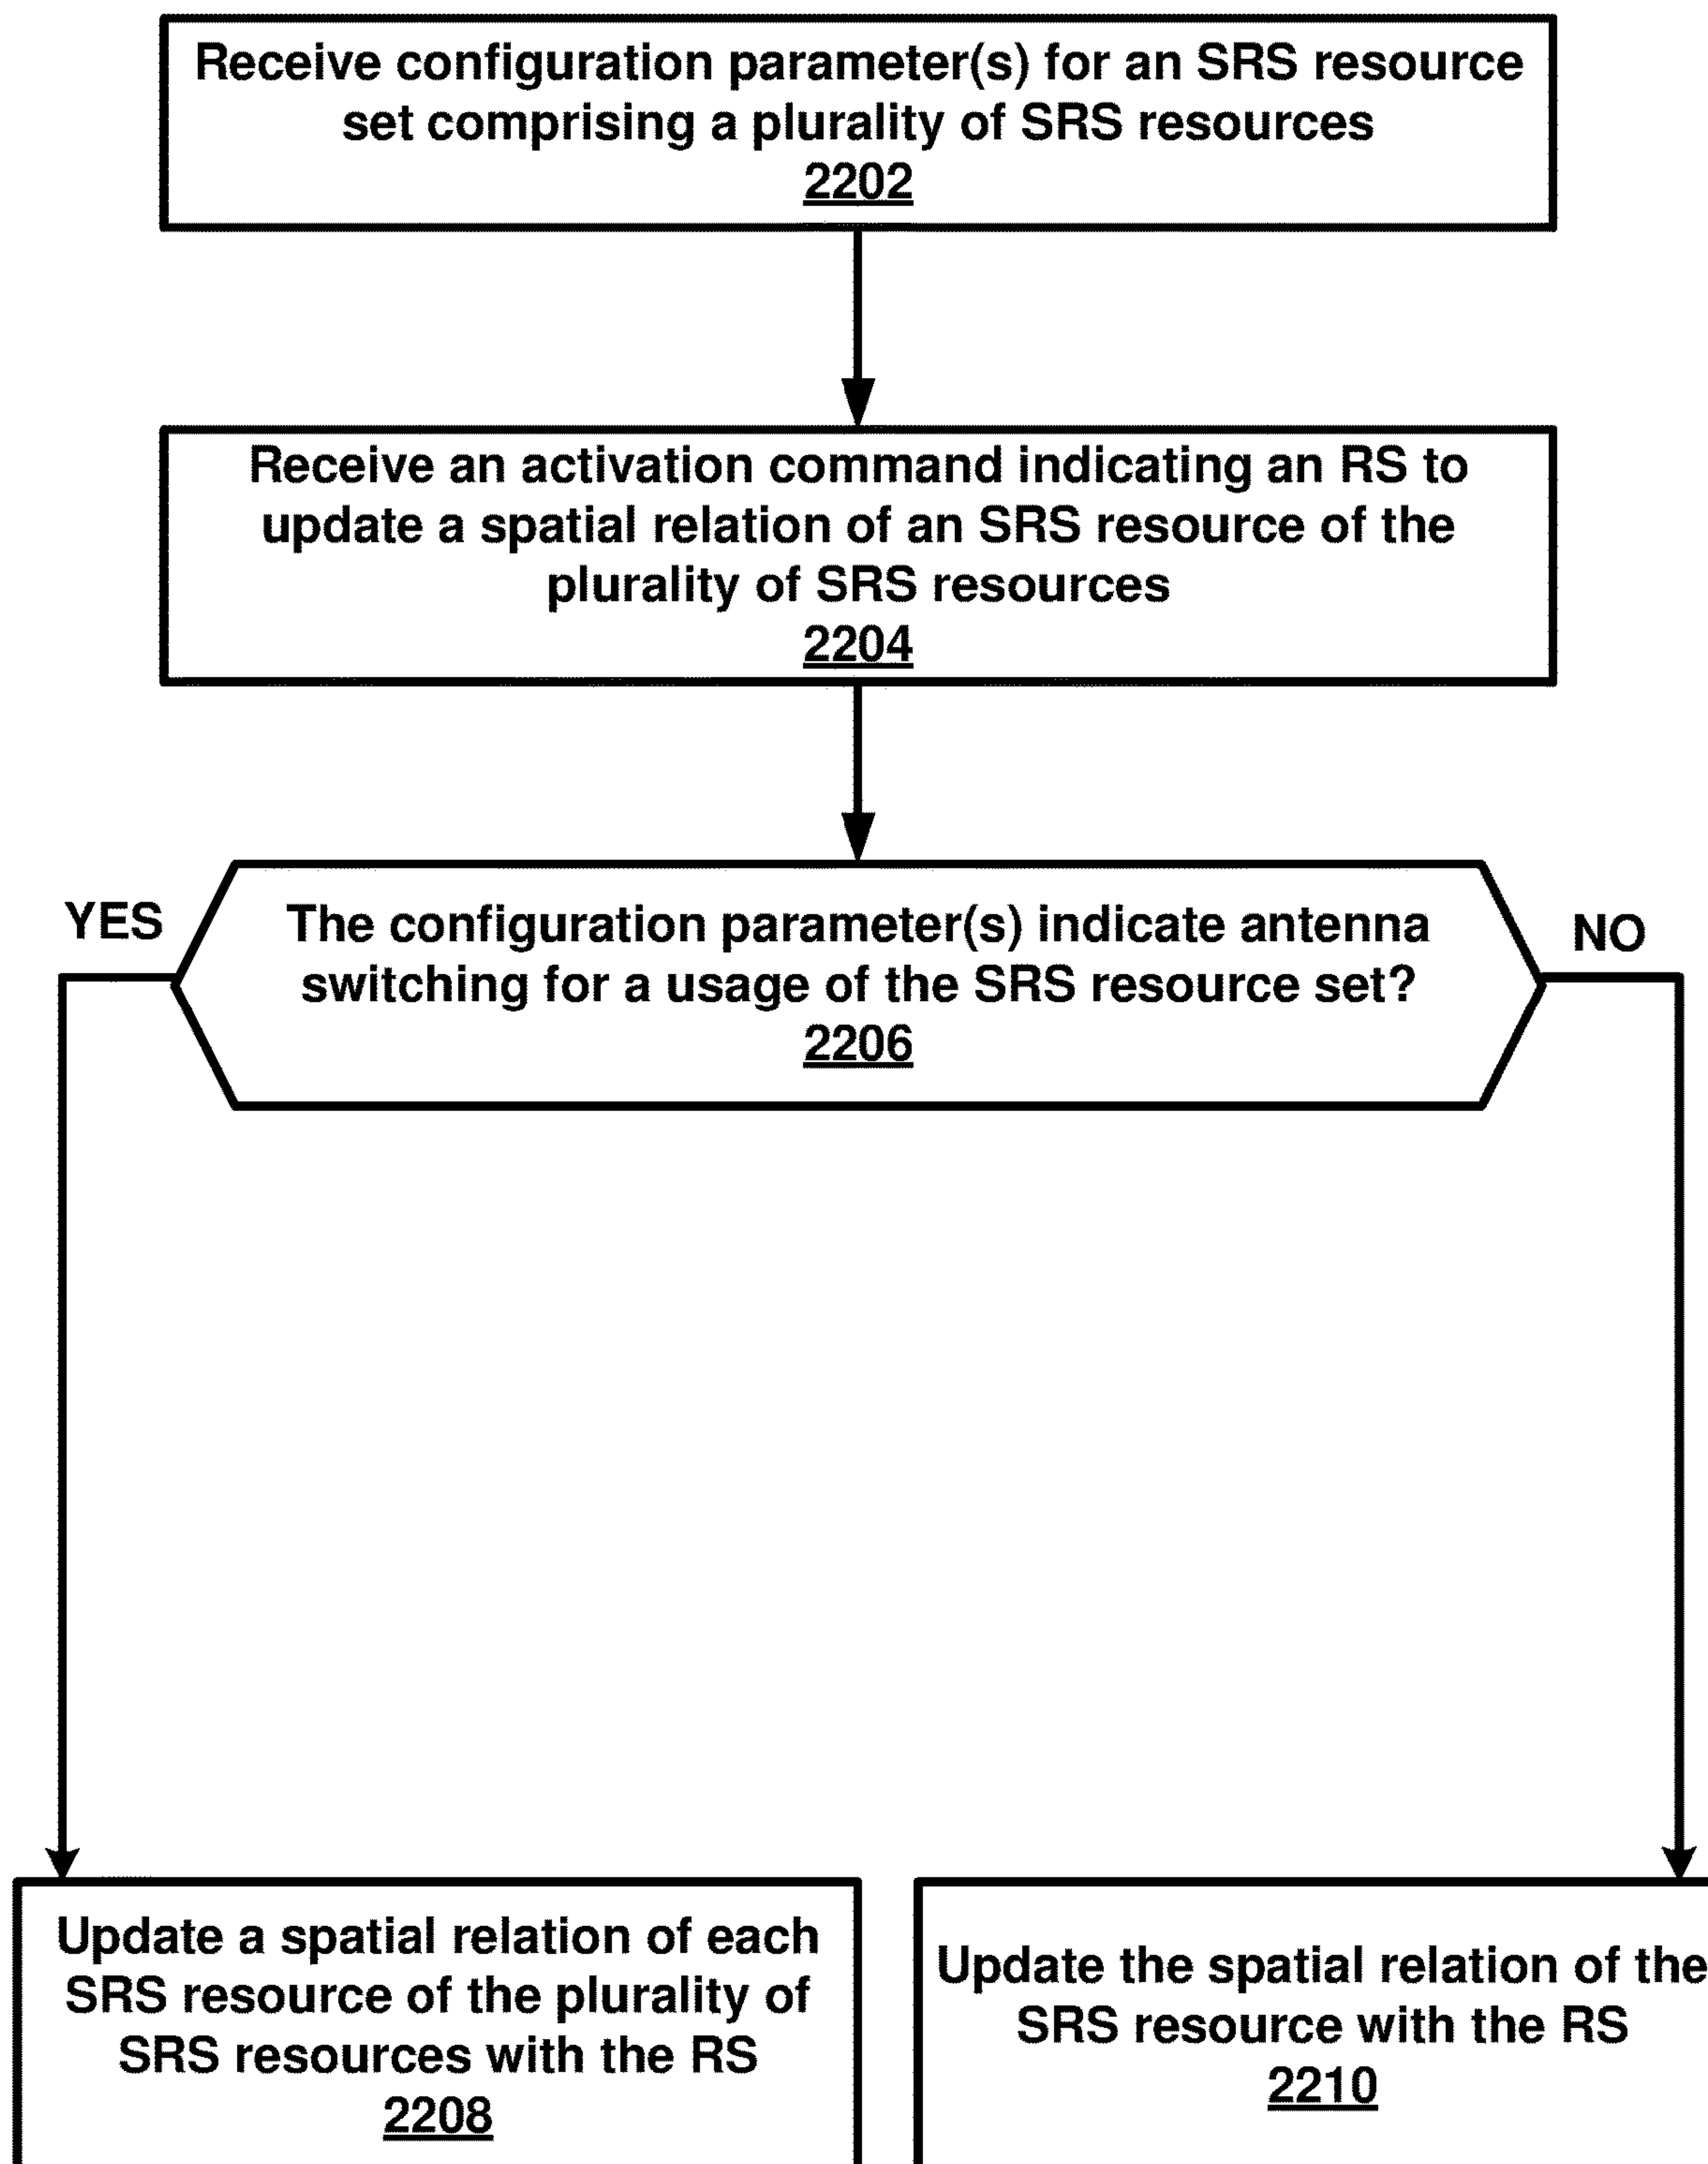 Receive configuration parameter(s) for an SRS resource
set comprising a plurality of SRS resources
2202
Receive an activation command indicating an RS to
update a spatial relation of an SRS resource of the
plurality of SRS resources
2204
YES
The configuration parameter(s) indicate antenna
switching for a usage of the SRS resource set?
2206
NO
Update a spatial relation of each
SRS resource of the plurality of
SRS resources with the RS
2208
Update the spatial relation of the
SRS resource with the RS
2210